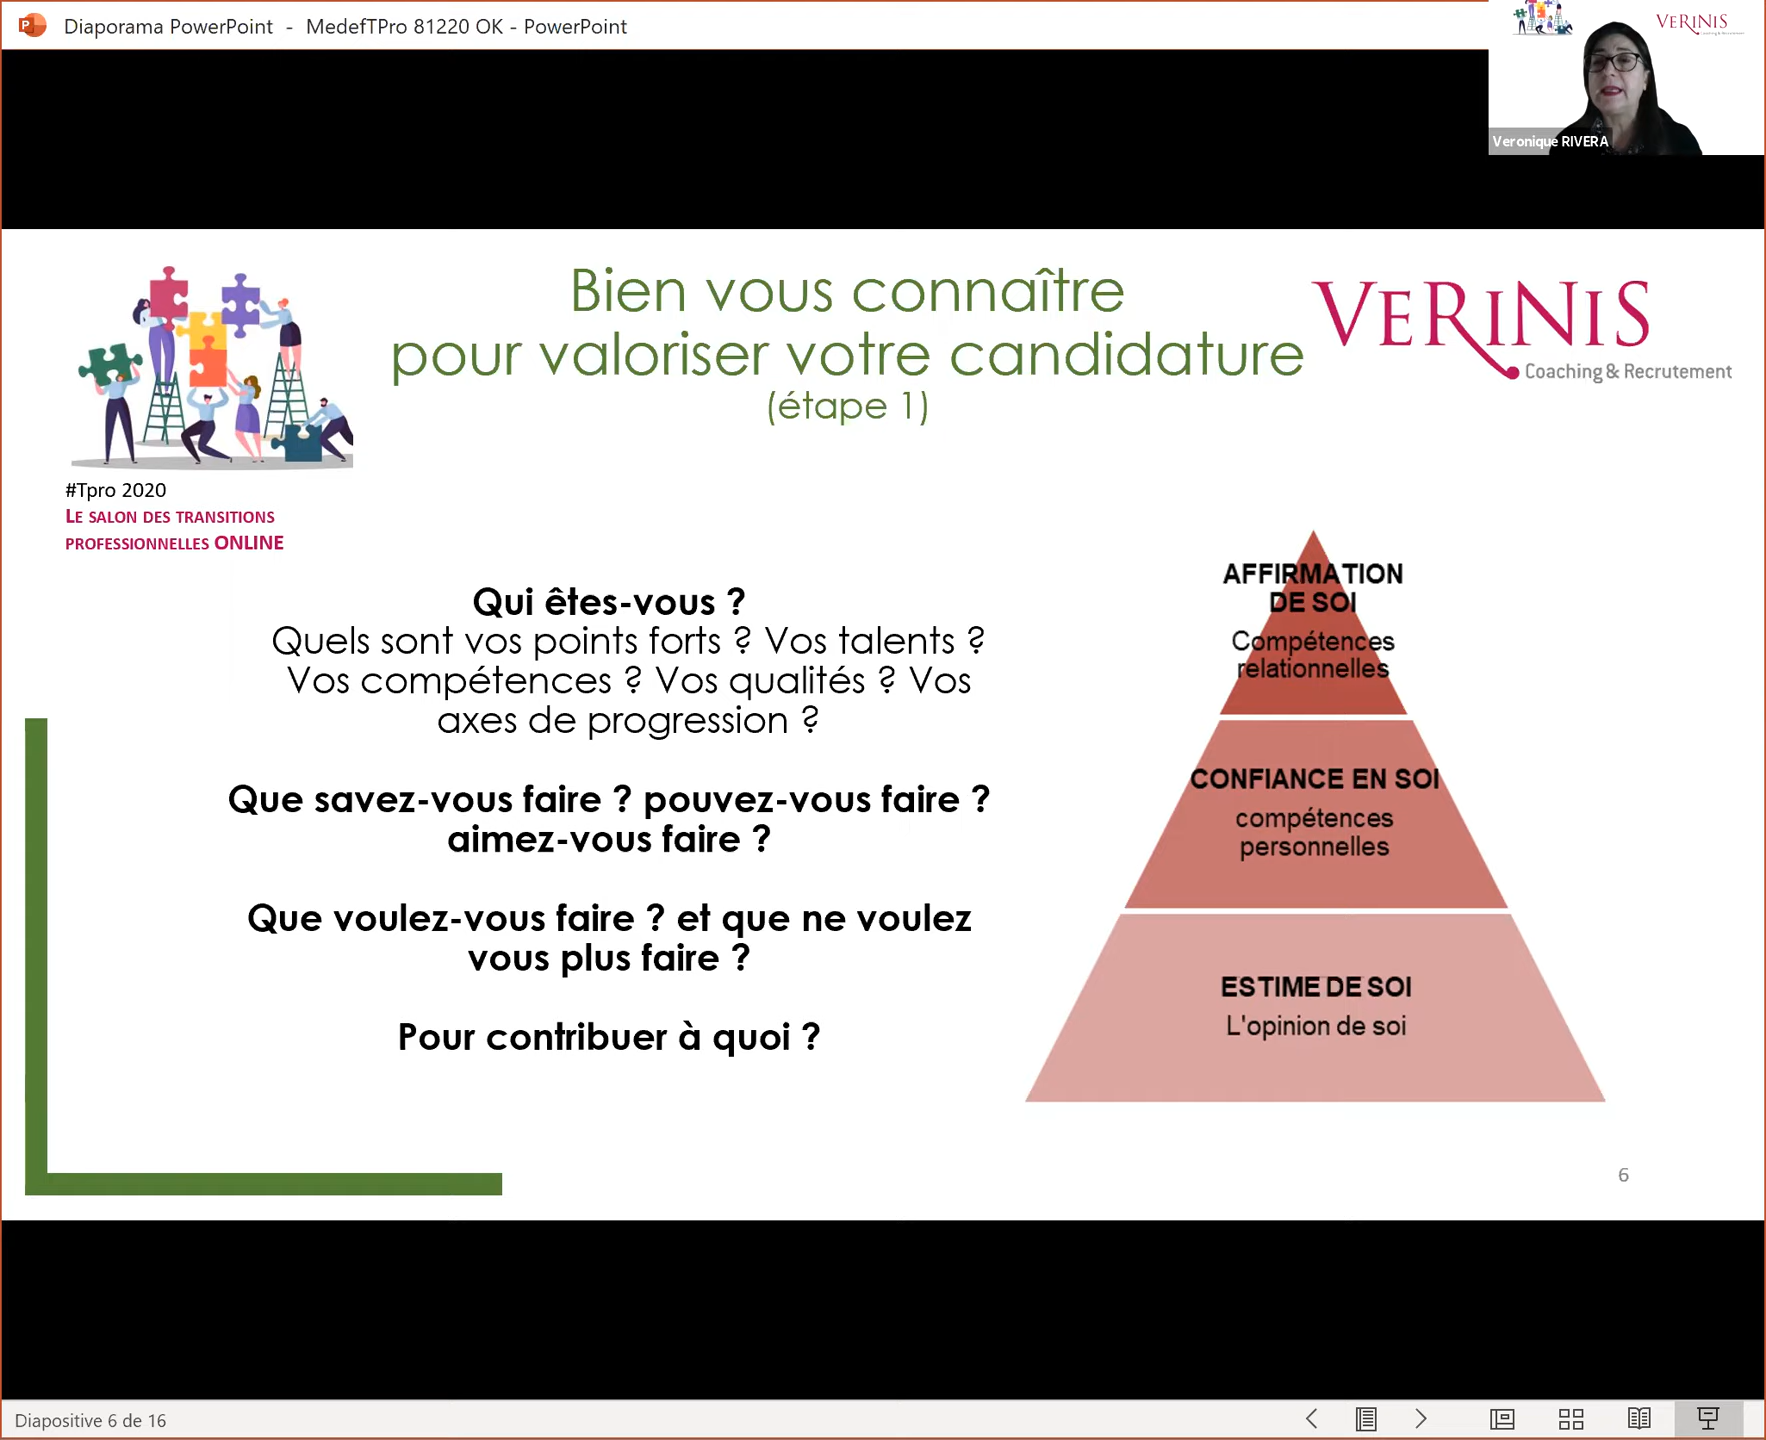 Diaporama PowerPoint - MedefTPro 81220 OK - PowerPoint
VERINIS
Veronique RIVERA
Bien vous connaître
pour valoriser votre candidature
(étape 1)
VERINIS
Coaching & Recrutement
#Tpro 2020
LE SALON DES TRANSITIONS
PROFESSIONNELLES ONLINE
Qui êtes-vous ?
Quels sont vos points forts ? Vos talents ?
Vos compétences ? Vos qualités ? Vos
axes de progression ?
Que savez-vous faire ? pouvez-vous faire ?
aimez-vous faire ?
Que voulez-vous faire ? et que ne voulez
vous plus faire ?
Pour contribuer à quoi ?
AFFIRMATION
DE SOI
Compétences
relationnelles
CONFIANCE EN SOI
compétences
personnelles
ESTIME DE SOI
L'opinion de soi
6
Diapositive 6 de 16